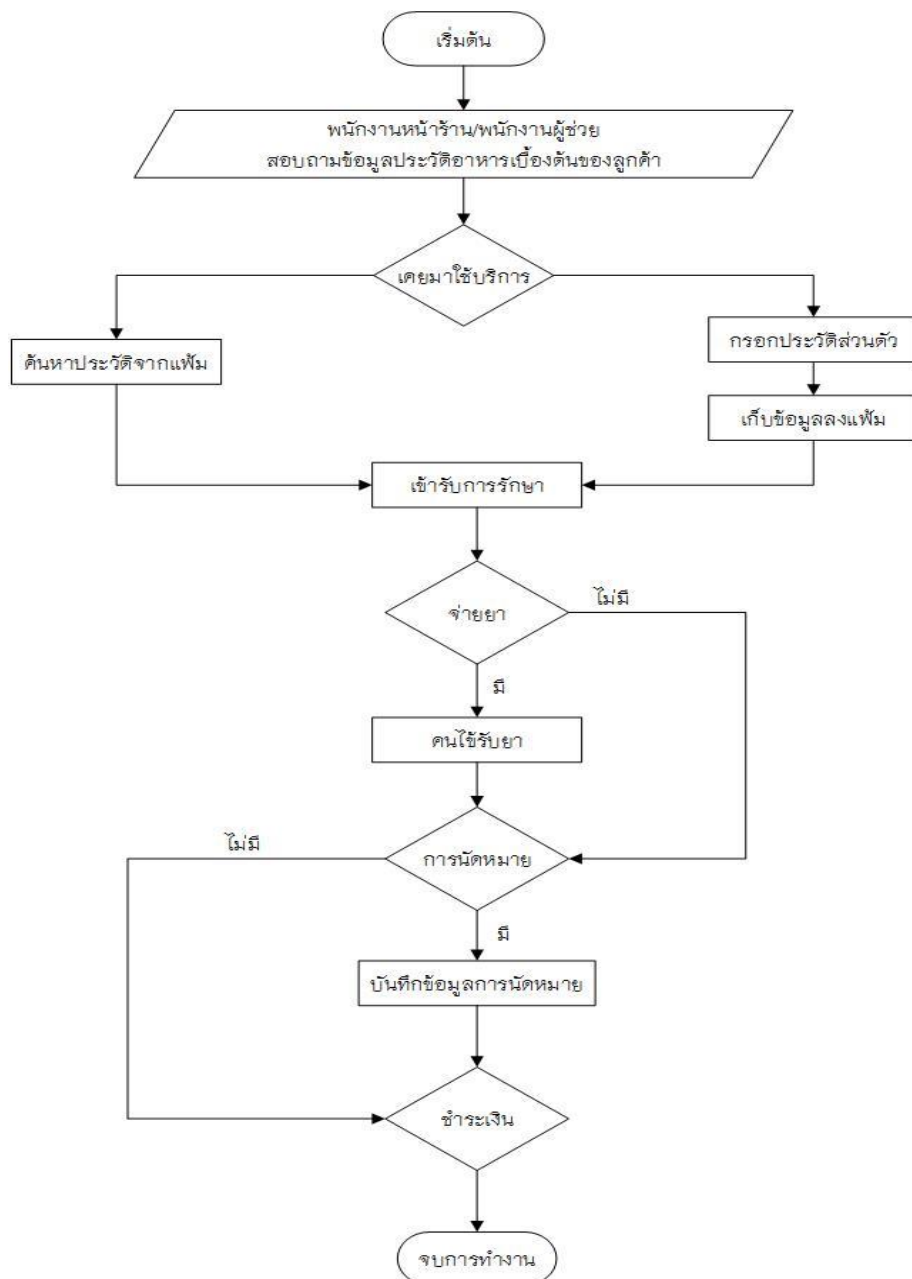 เริ่มต้น
พนักงานหน้าร้าน/พนักงานผู้ช่วย
สอบถามข้อมูลประวัติอาหารเบื้องต้นของลูกค้า
เคยมาใช้บริการ
ค้นหาประวัติจากแฟ้ม
กรอกประวัติส่วนตัว
เก็บข้อมูลลงแฟ้ม
เข้ารับการรักษา
จ่ายยา
ไม่มี
มี
คนไข้รับยา
ไม่มี
การนัดหมาย
มี
บันทึกข้อมูลการนัดหมาย
ชำระเงิน
จบการทำงาน